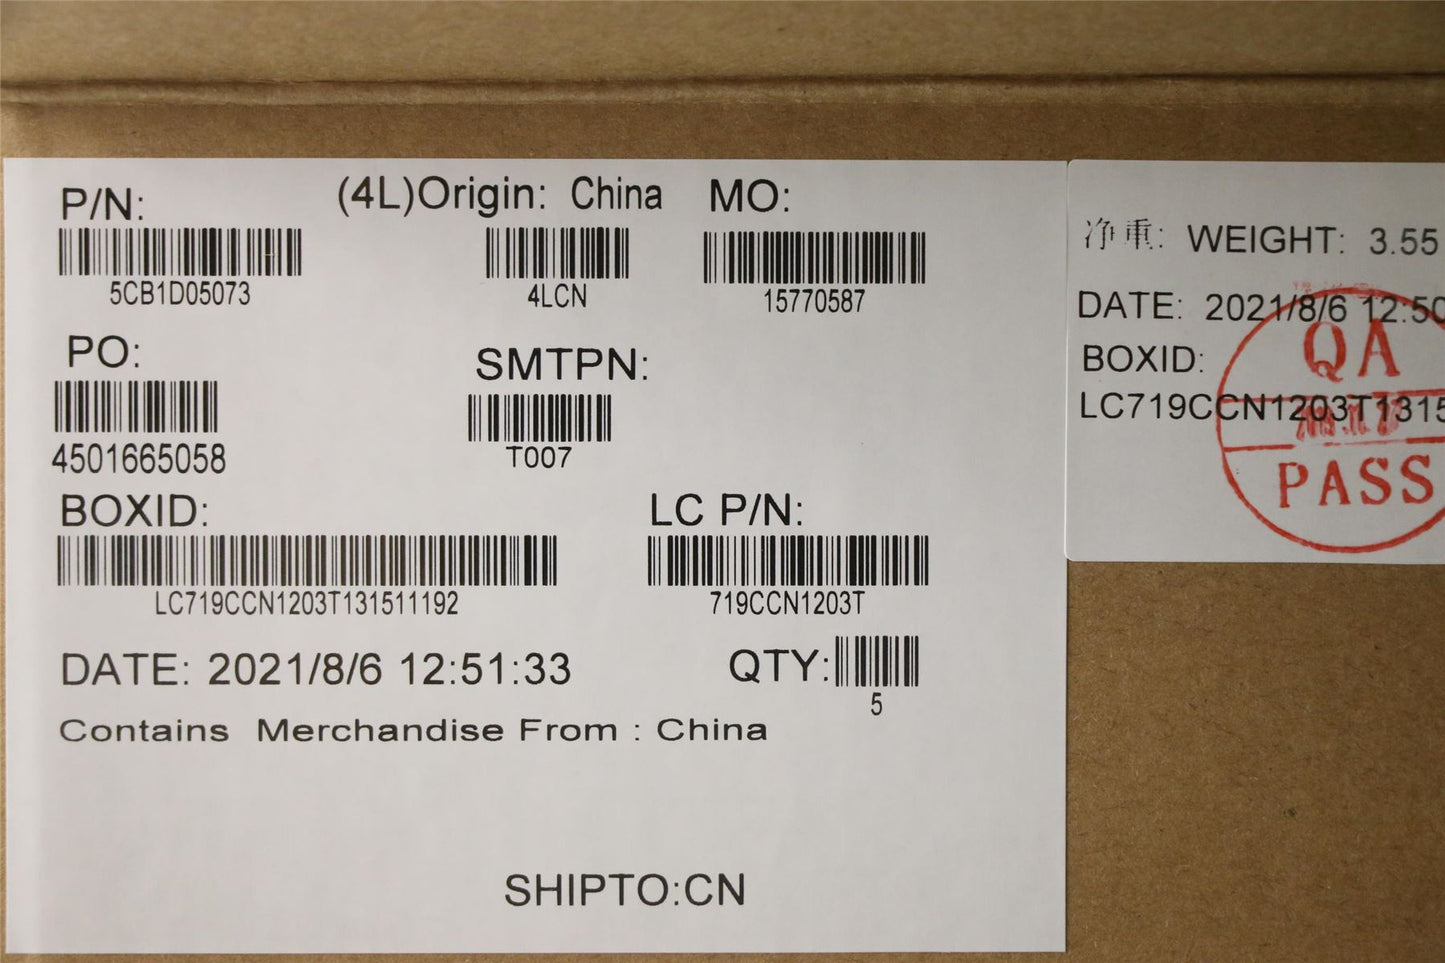 P/N:
(4L)Origin: China
MO:
5CB1D05073
4LCN
15770587
PO:
SMTPN:
4501665058
T007
BOXID:
LC P/N:
LC719CCN1203T131511192
719CCN1203T
DATE: 2021/8/6 12:51:33
QTY:
5
Contains Merchandise From : China
SHIPTO:CN
净重: WEIGHT: 3.55
DATE: 2021/8/6 12:50
BOXID:
LC719CCN1203T1315
QA
PASS